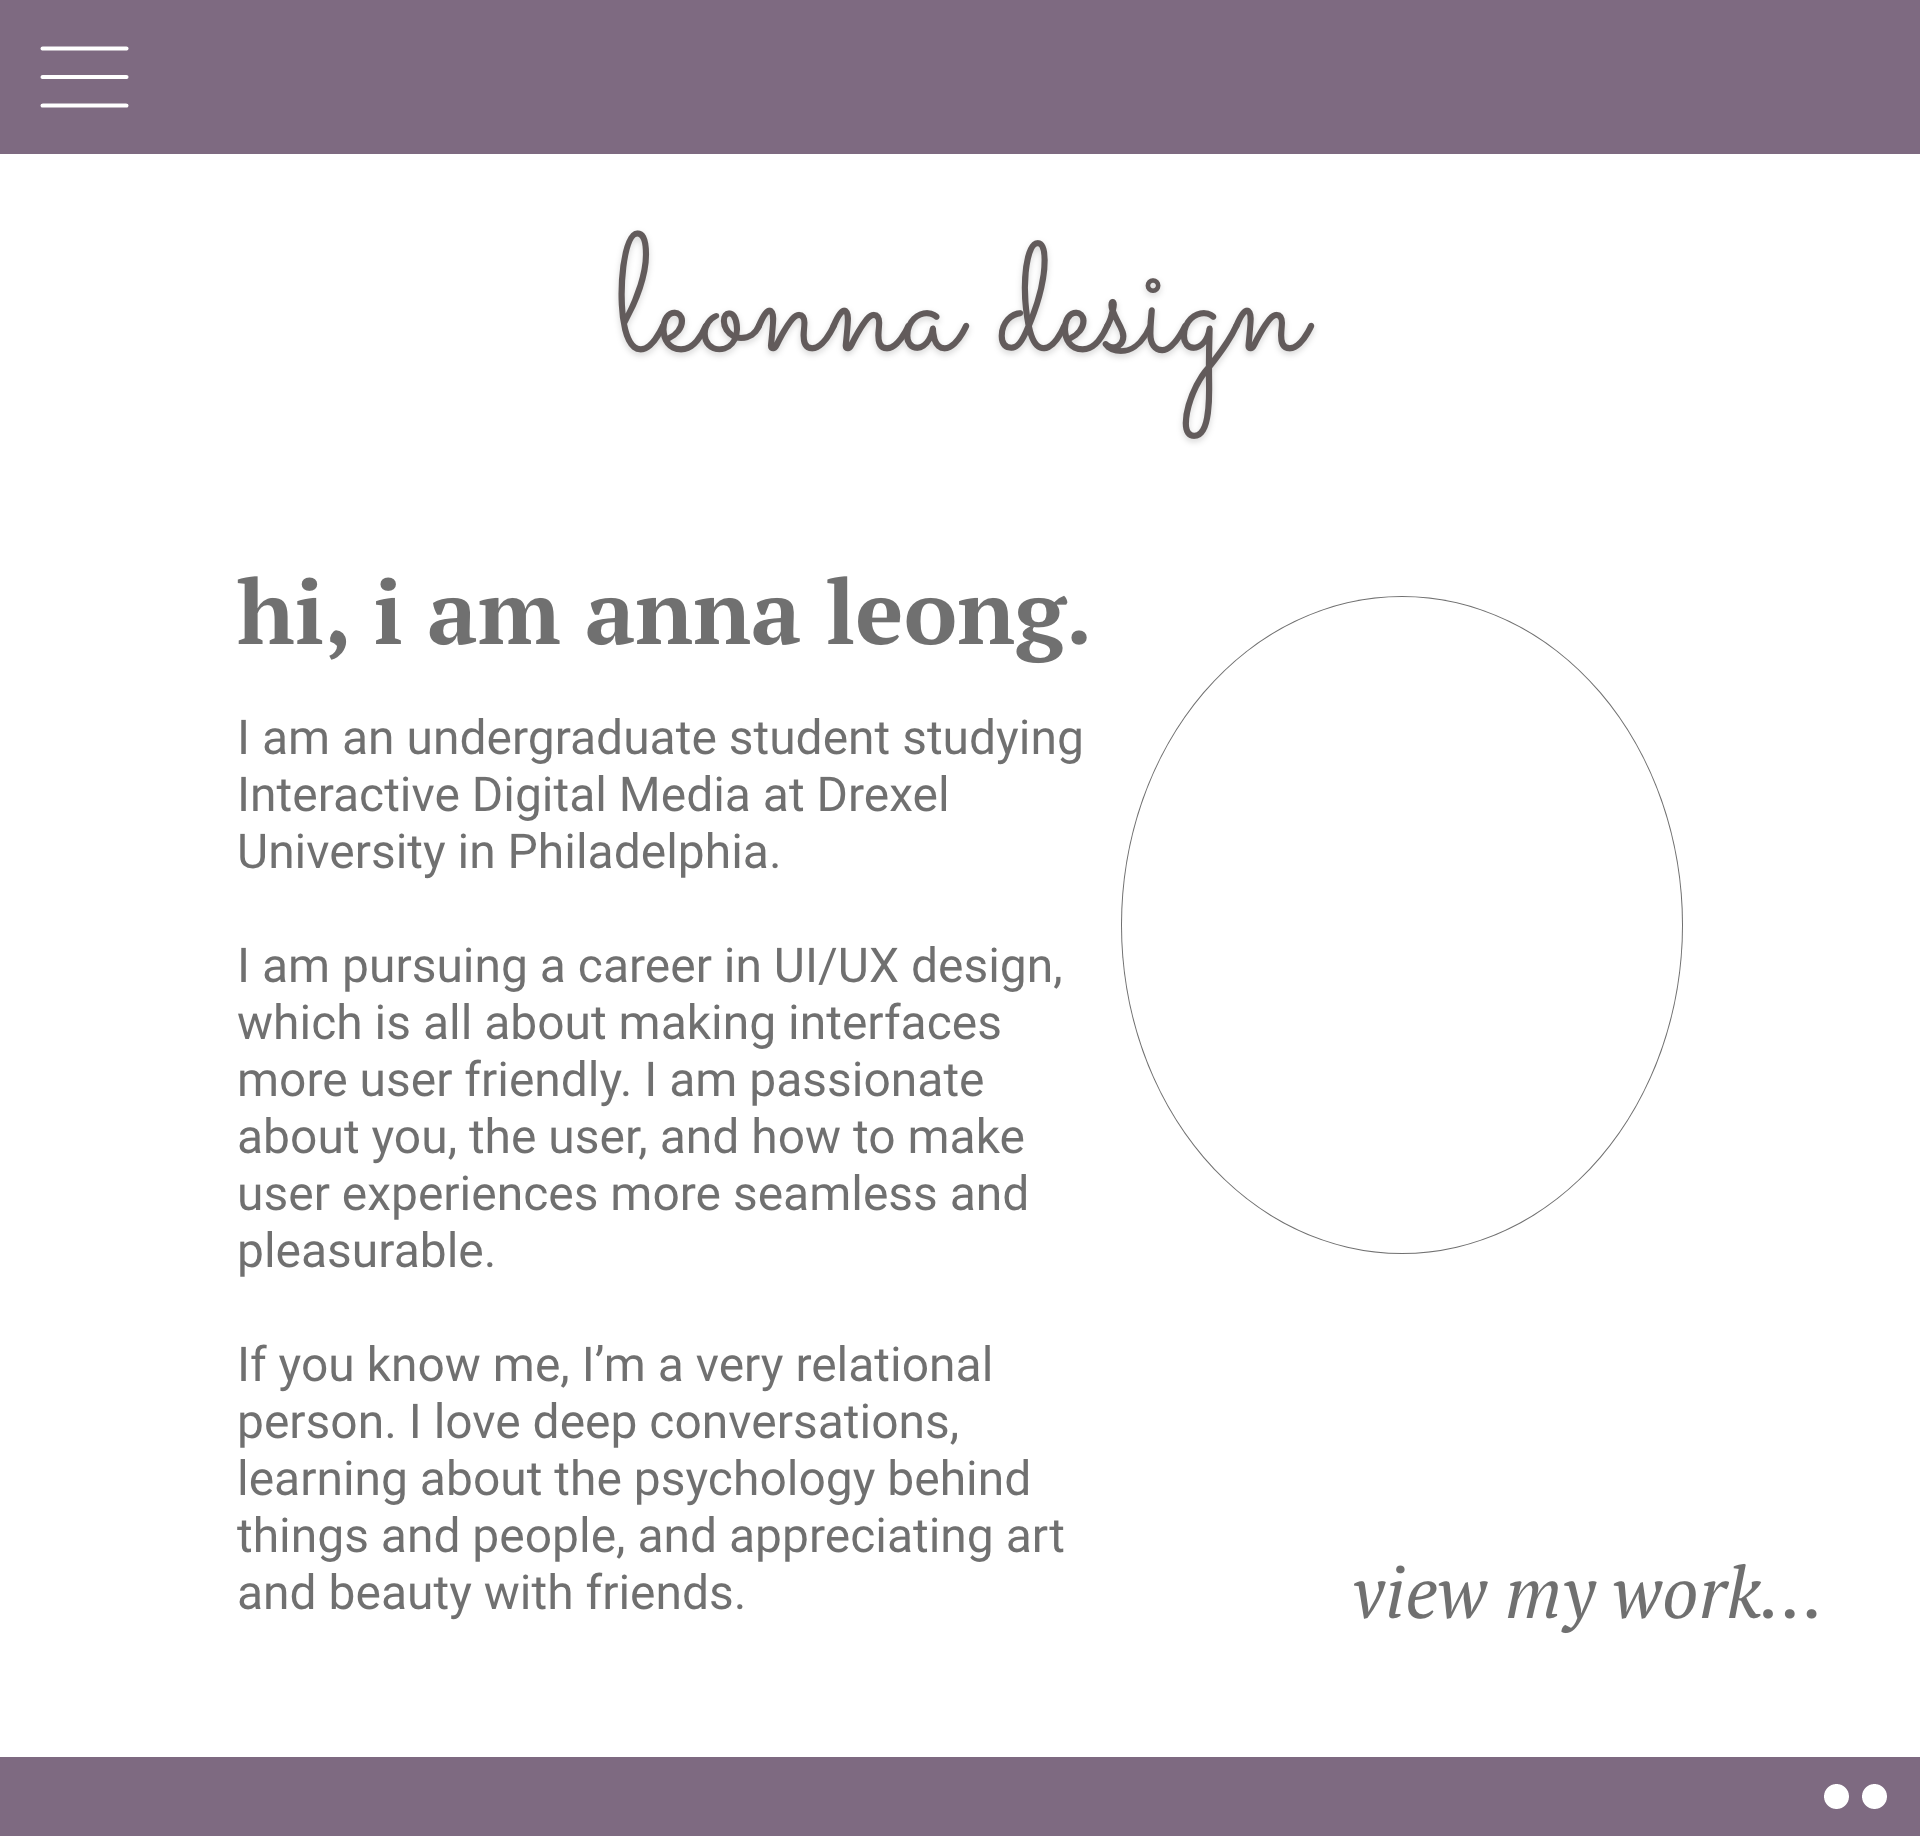 leonna design
hi, i am anna leong.
I am an undergraduate student studying
Interactive Digital Media at Drexel
University in Philadelphia.
I am pursuing a career in UI/UX design,
which is all about making interfaces
more user friendly. I am passionate
about you, the user, and how to make
user experiences more seamless and
pleasurable.
If you know me, I’m a very relational
person. I love deep conversations,
learning about the psychology behind
things and people, and appreciating art
and beauty with friends.
view my work...